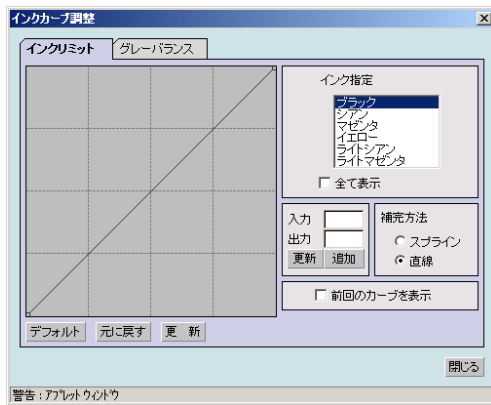 インクカーブ調整
インクリミット グレーバランス
インク指定
ブラック
シアン
マゼンタ
イエロー
ライトシアン
ライトマゼンタ
全て表示
入力
出力
更新 追加
補完方法
スプライン
直線
前回のカーブを表示
デフォルト 元に戻す 更 新
閉じる
警告 : アプレット ウィンドウ